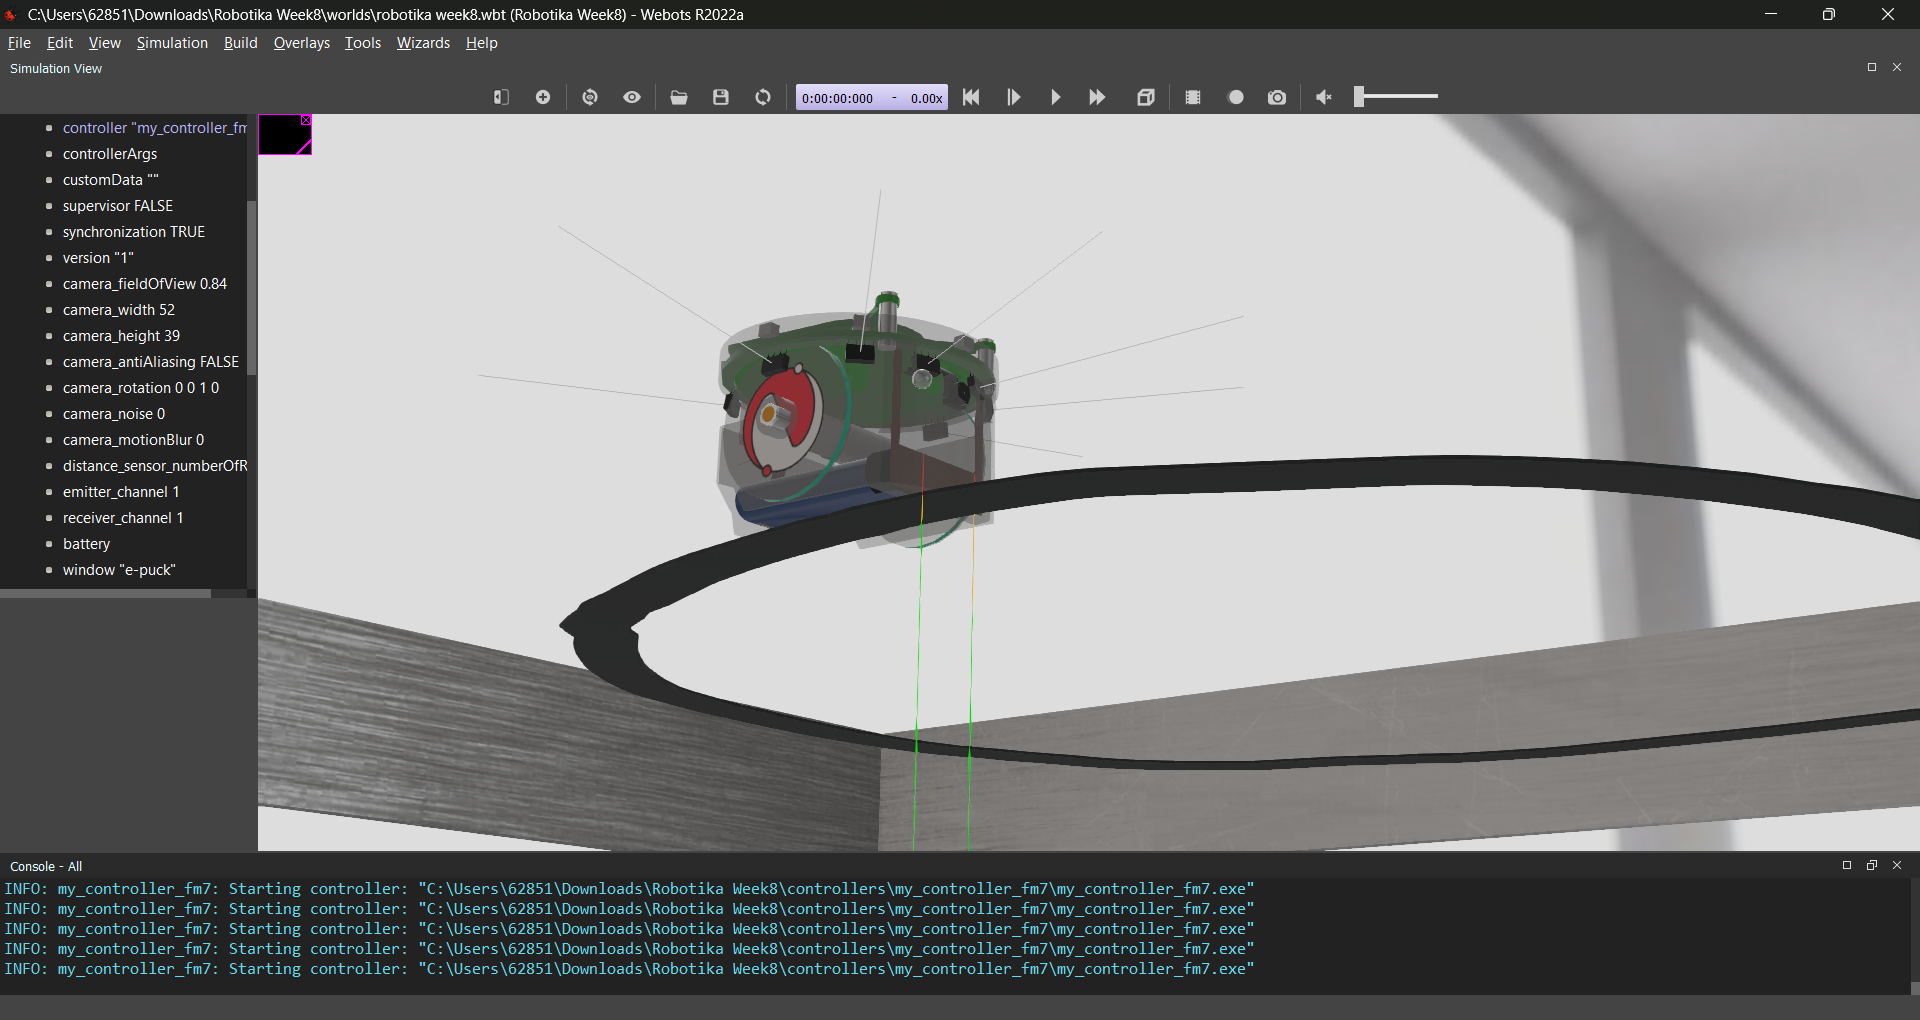 C:\Users\62851\Downloads\Robotika Week8\worlds\robotika week8.wbt (Robotika Week8) - Webots R2022a
File Edit View Simulation Build Overlays Tools Wizards Help
Simulation View
0:00:00:000 - 0.00x
controller "my_controller_fm
controllerArgs
customData ""
supervisor FALSE
synchronization TRUE
version "1"
camera_fieldOfView 0.84
camera_width 52
camera_height 39
camera_antiAliasing FALSE
camera_rotation 0 0 1 0
camera_noise 0
camera_motionBlur 0
distance_sensor_numberOfR
emitter_channel 1
receiver_channel 1
battery
window "e-puck"
Console - All
INFO: my_controller_fm7: Starting controller: "C:\Users\62851\Downloads\Robotika Week8\controllers\my_controller_fm7\my_controller_fm7.exe"
INFO: my_controller_fm7: Starting controller: "C:\Users\62851\Downloads\Robotika Week8\controllers\my_controller_fm7\my_controller_fm7.exe"
INFO: my_controller_fm7: Starting controller: "C:\Users\62851\Downloads\Robotika Week8\controllers\my_controller_fm7\my_controller_fm7.exe"
INFO: my_controller_fm7: Starting controller: "C:\Users\62851\Downloads\Robotika Week8\controllers\my_controller_fm7\my_controller_fm7.exe"
INFO: my_controller_fm7: Starting controller: "C:\Users\62851\Downloads\Robotika Week8\controllers\my_controller_fm7\my_controller_fm7.exe"